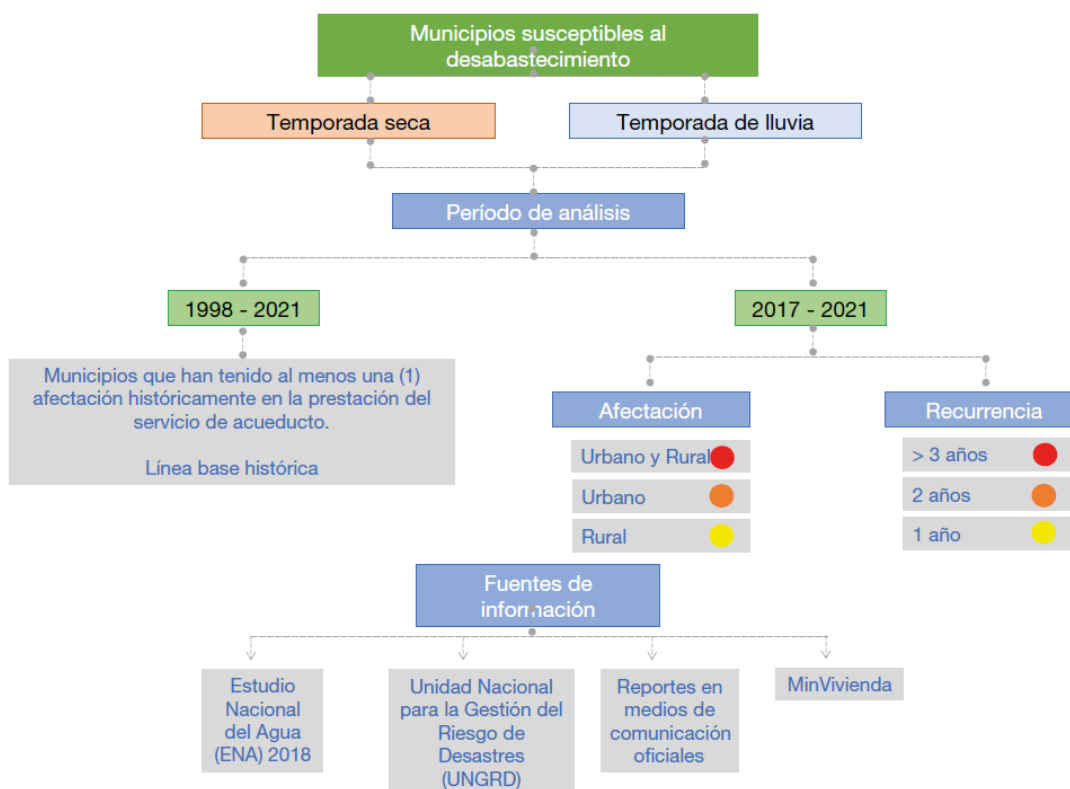 Municipios susceptibles al
desabastecimiento
Temporada seca
Temporada de lluvia
Período de análisis
1998 - 2021
2017 - 2021
Municipios que han tenido al menos una (1)
afectación históricamente en la prestación del
servicio de acueducto.
Línea base histórica
Afectación
Urbano y Rural
Urbano
Rural
Recurrencia
> 3 años
2 años
1 año
Fuentes de
información
Estudio
Nacional
del Agua
(ENA) 2018
Unidad Nacional
para la Gestión del
Riesgo de
Desastres
(UNGRD)
Reportes en
medios de
comunicación
oficiales
MinVivienda